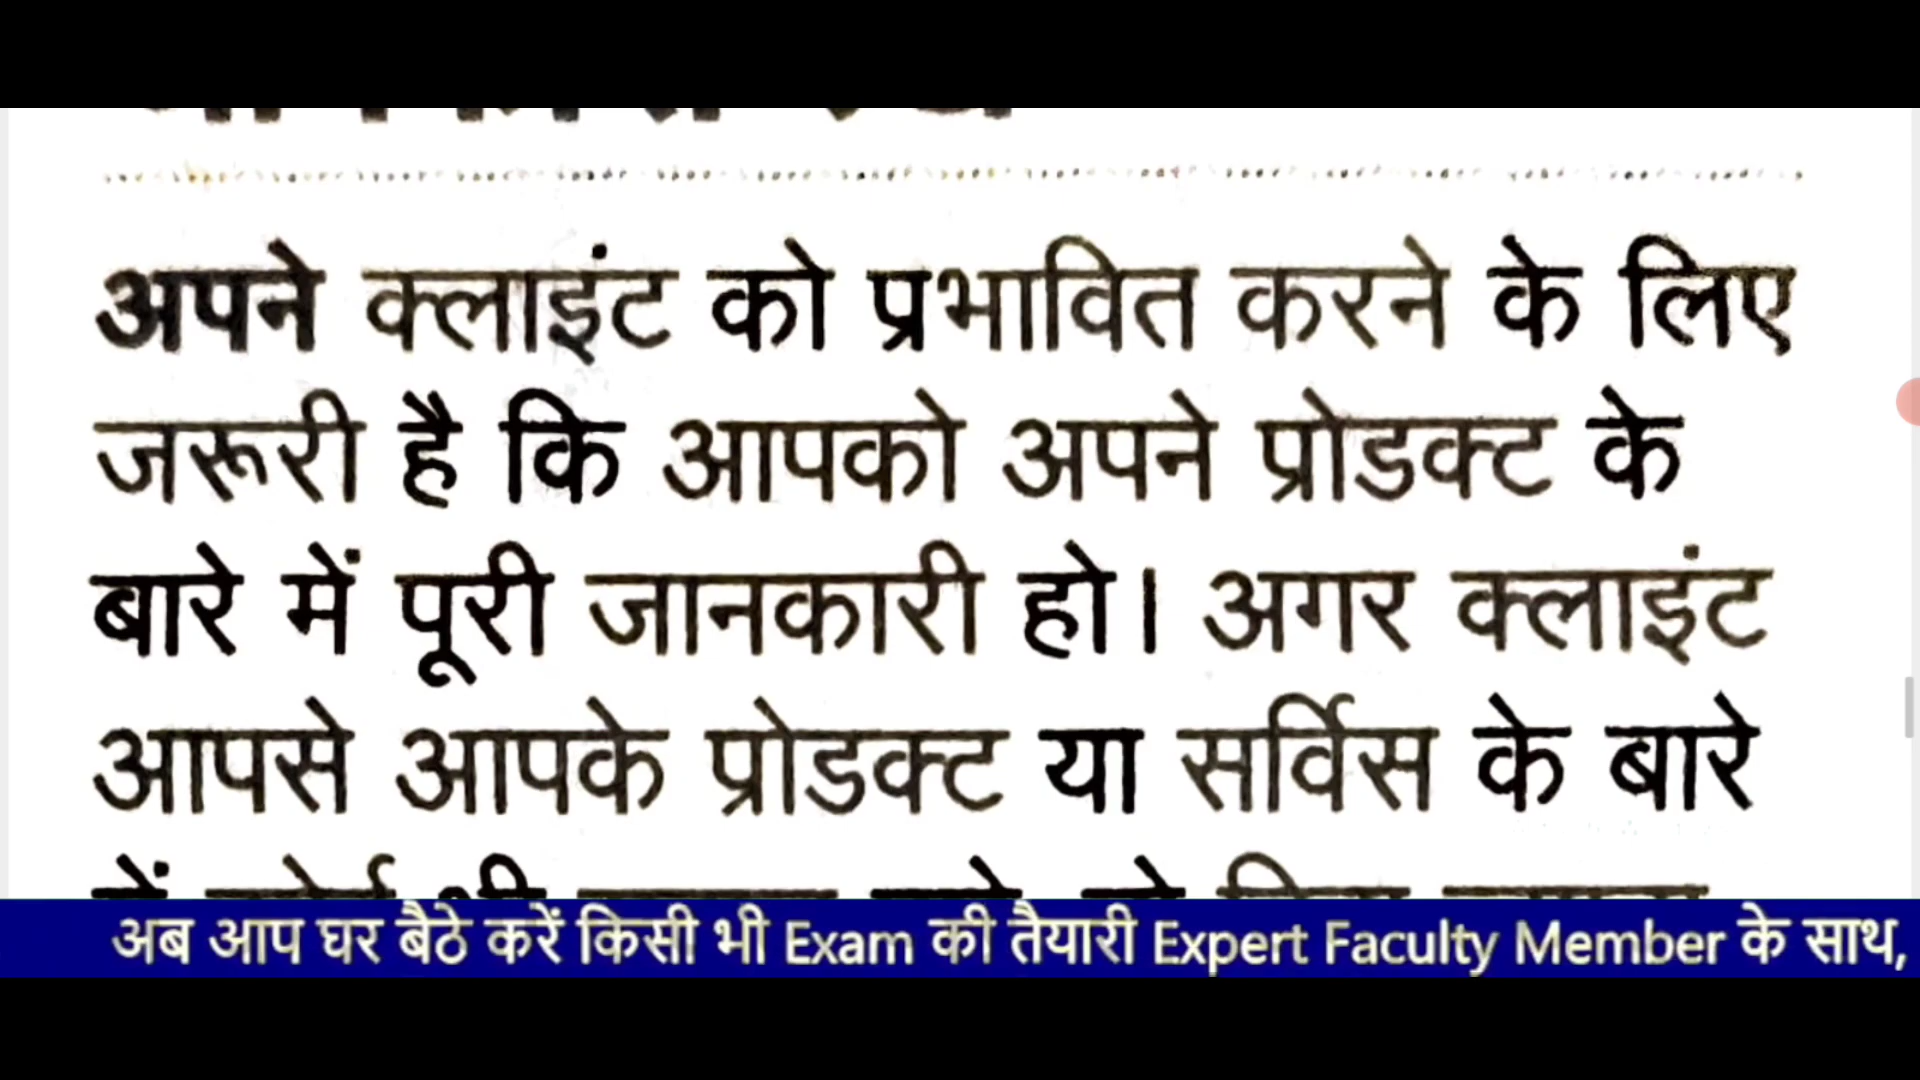 अपने क्लाइंट को प्रभावित करने के लिए
जरूरी है कि आपको अपने प्रोडक्ट के
बारे में पूरी जानकारी हो। अगर क्लाइंट
आपसे आपके प्रोडक्ट या सर्विस के बारे
अब आप घर बैठे करें किसी भी Exam की तैयारी Expert Faculty Member के साथ,